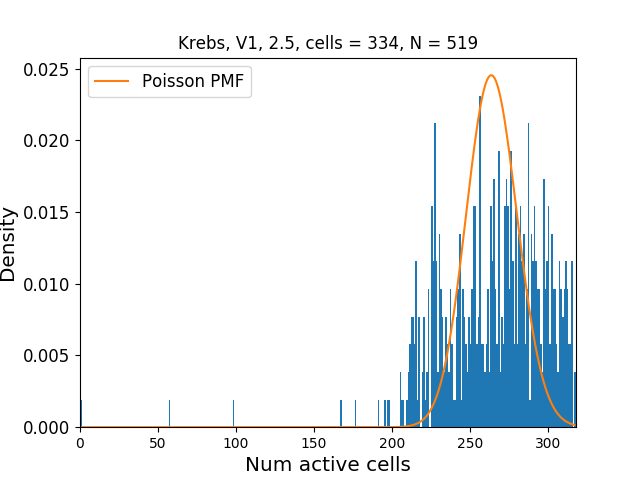 Krebs, V1, 2.5, cells = 334, N = 519
Poisson PMF
0.025
0.020
0.015
0.010
0.005
0.000
Density
0 50 100 150 200 250 300
Num active cells